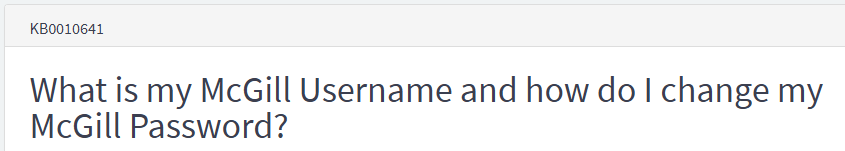 KB0010641
What is my McGill Username and how do I change my
McGill Password?